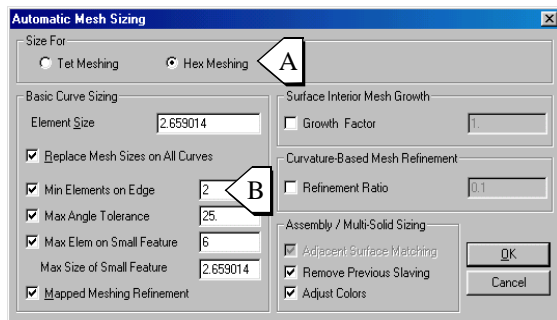 Automatic Mesh Sizing
Size For
Tet Meshing
Hex Meshing
A
Basic Curve Sizing
Element Size
2.659014
Replace Mesh Sizes on All Curves
Min Elements on Edge
2
B
Max Angle Tolerance
25.
Max Elem on Small Feature
6
Max Size of Small Feature
2.659014
Mapped Meshing Refinement
Surface Interior Mesh Growth
Growth Factor
1.
Curvature-Based Mesh Refinement
Refinement Ratio
0.1
Assembly / Multi-Solid Sizing
Adjacent Surface Matching
Remove Previous Slaving
Adjust Colors
OK
Cancel